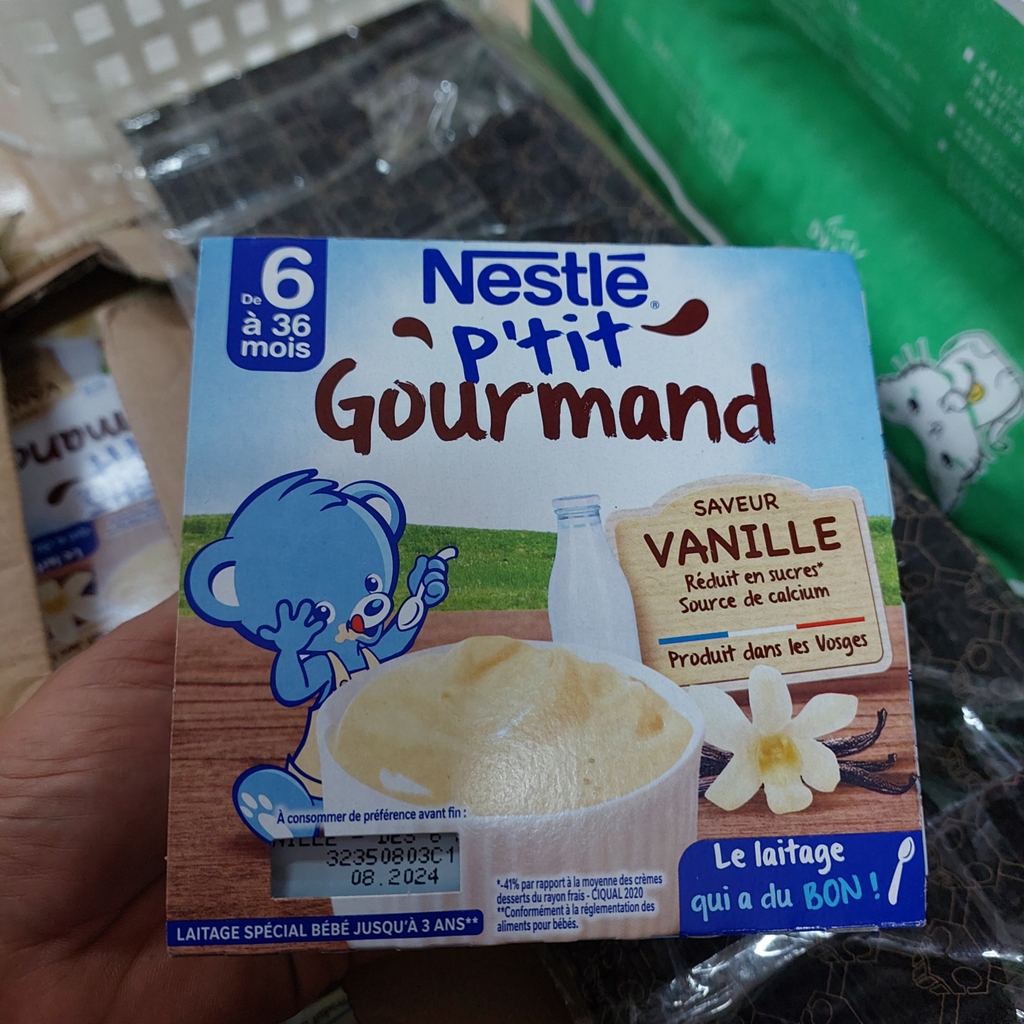 De 6
à 36
mois
Nestlé®
p'tit
Gourmand
SAVEUR
VANILLE
Réduit en sucres*
Source de calcium
Produit dans les Vosges
À consommer de préférence avant fin :
32350803C1
08.2024
*-41% par rapport à la moyenne des crèmes
desserts du rayon frais - CIQUAL 2020
**Conformément à la réglementation des
aliments pour bébés.
LAITAGE SPÉCIAL BÉBÉ JUSQU'À 3 ANS**
Le laitage
qui a du BON !